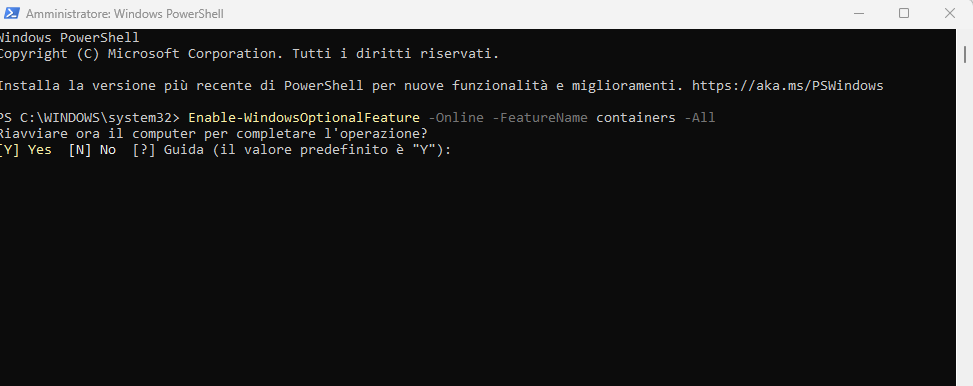 Amministratore: Windows PowerShell
Windows PowerShell
Copyright (C) Microsoft Corporation. Tutti i diritti riservati.
Installa la versione più recente di PowerShell per nuove funzionalità e miglioramenti. https://aka.ms/PSWindows
PS C:\WINDOWS\system32> Enable-WindowsOptionalFeature -Online -FeatureName containers -All
Riavviare ora il computer per completare l'operazione?
[Y] Yes  [N] No  [?] Guida (il valore predefinito è "Y"):